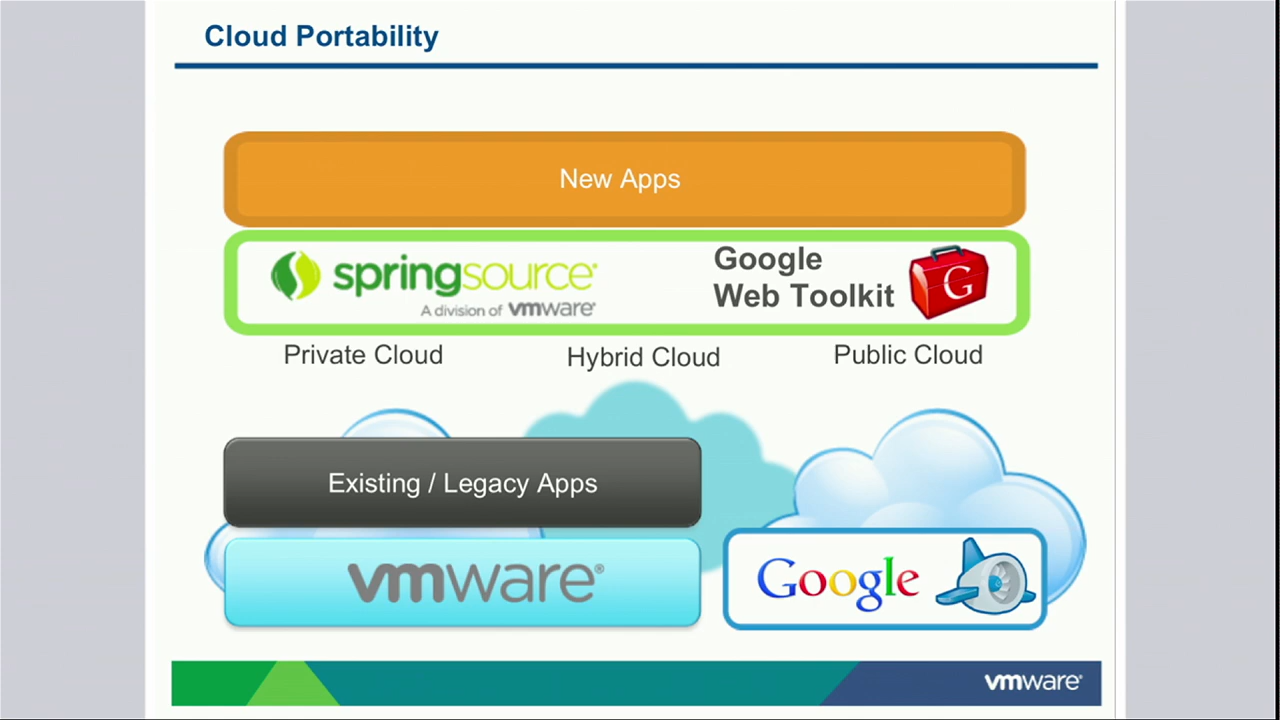 Cloud Portability
New Apps
springsource®
A division of vmware®
Google
Web Toolkit
G
Private Cloud
Hybrid Cloud
Public Cloud
Existing / Legacy Apps
vmware®
Google
vmware®